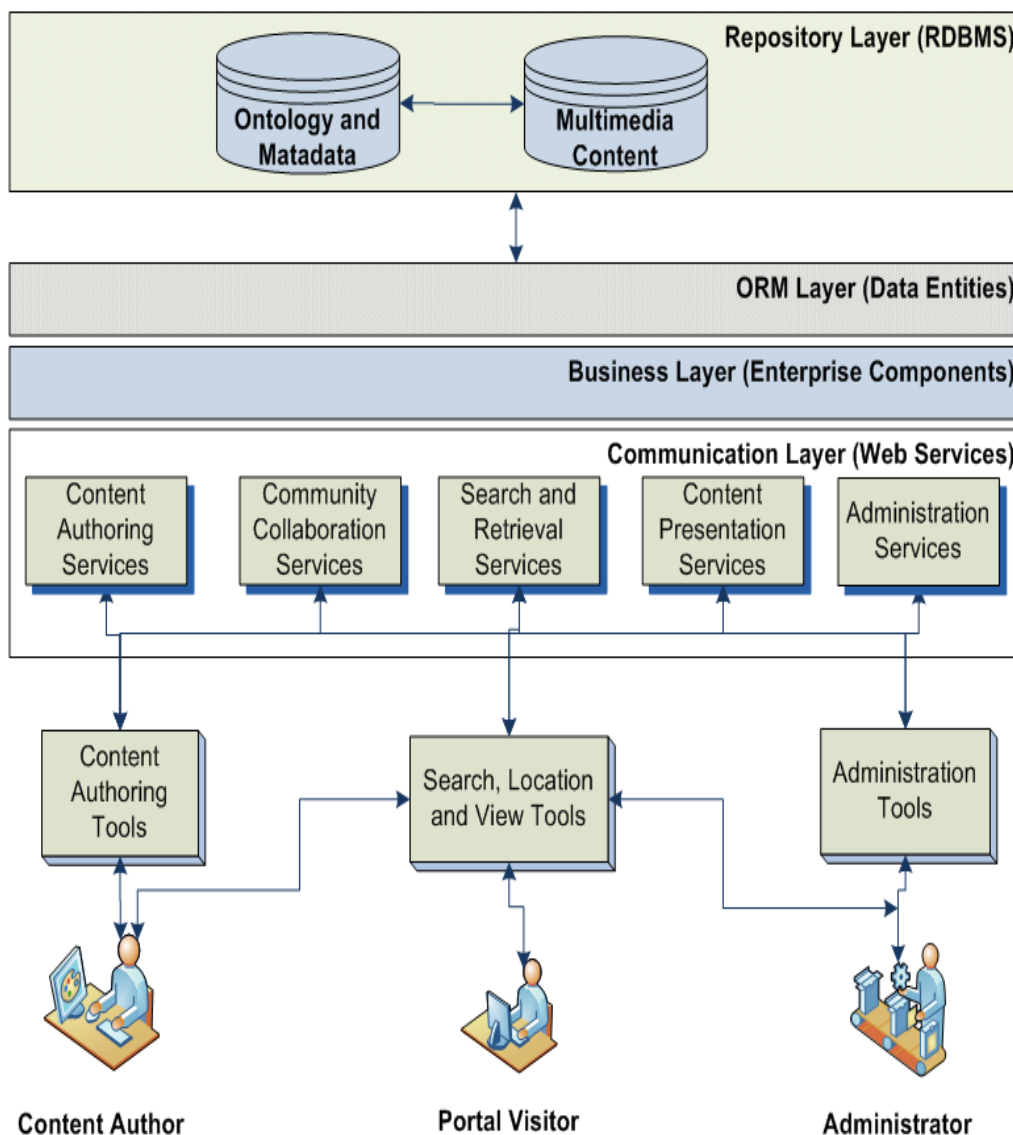 Repository Layer (RDBMS)
Ontology and
Matadata
Multimedia
Content
ORM Layer (Data Entities)
Business Layer (Enterprise Components)
Communication Layer (Web Services)
Content
Authoring
Services
Community
Collaboration
Services
Search and
Retrieval
Services
Content
Presentation
Services
Administration
Services
Content
Authoring
Tools
Search, Location
and View Tools
Administration
Tools
Content Author
Portal Visitor
Administrator